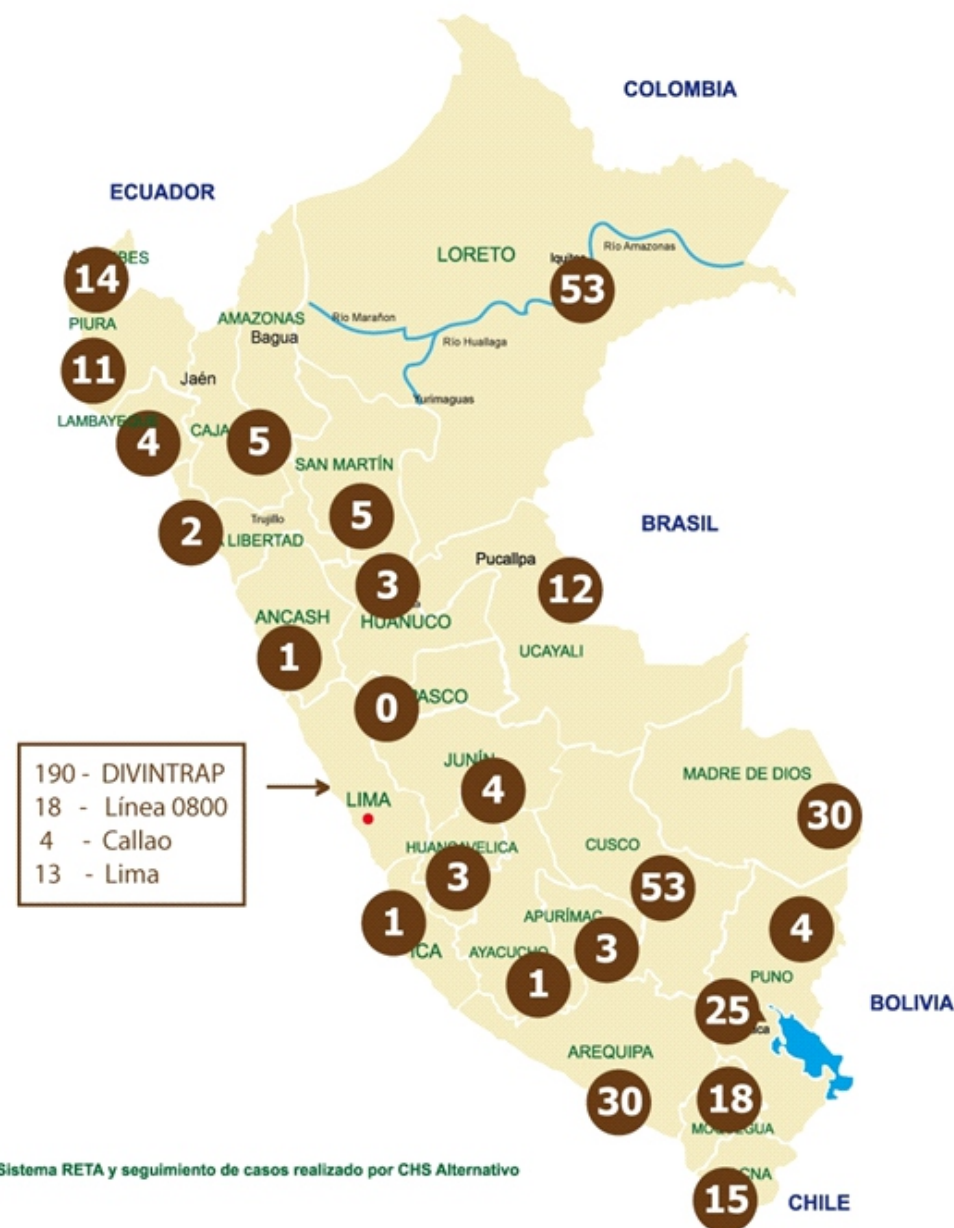 COLOMBIA
ECUADOR
LORETO
Río Amazonas
14
53
PIURA
AMAZONAS
Bagua
Río Marañon
Río Huallaga
11
Jaén
Yurimaguas
LAMBAYEQUE
4
5
SAN MARTÍN
5
BRASIL
2
Trujillo
LIBERTAD
Pucallpa
3
12
ANCASH
HUANUCO
1
UCAYALI
0
PASCO
190 - DIVINTRAP
18 - Línea 0800
4 - Callao
13 - Lima
JUNÍN
4
LIMA
MADRE DE DIOS
30
HUANCAVELICA
3
CUSCO
53
1
ICA
APURÍMAC
3
4
AYACUCHO
1
PUNO
25
BOLIVIA
AREQUIPA
30
18
MOQUEGUA
Sistema RETA y seguimiento de casos realizado por CHS Alternativo
15
CHILE